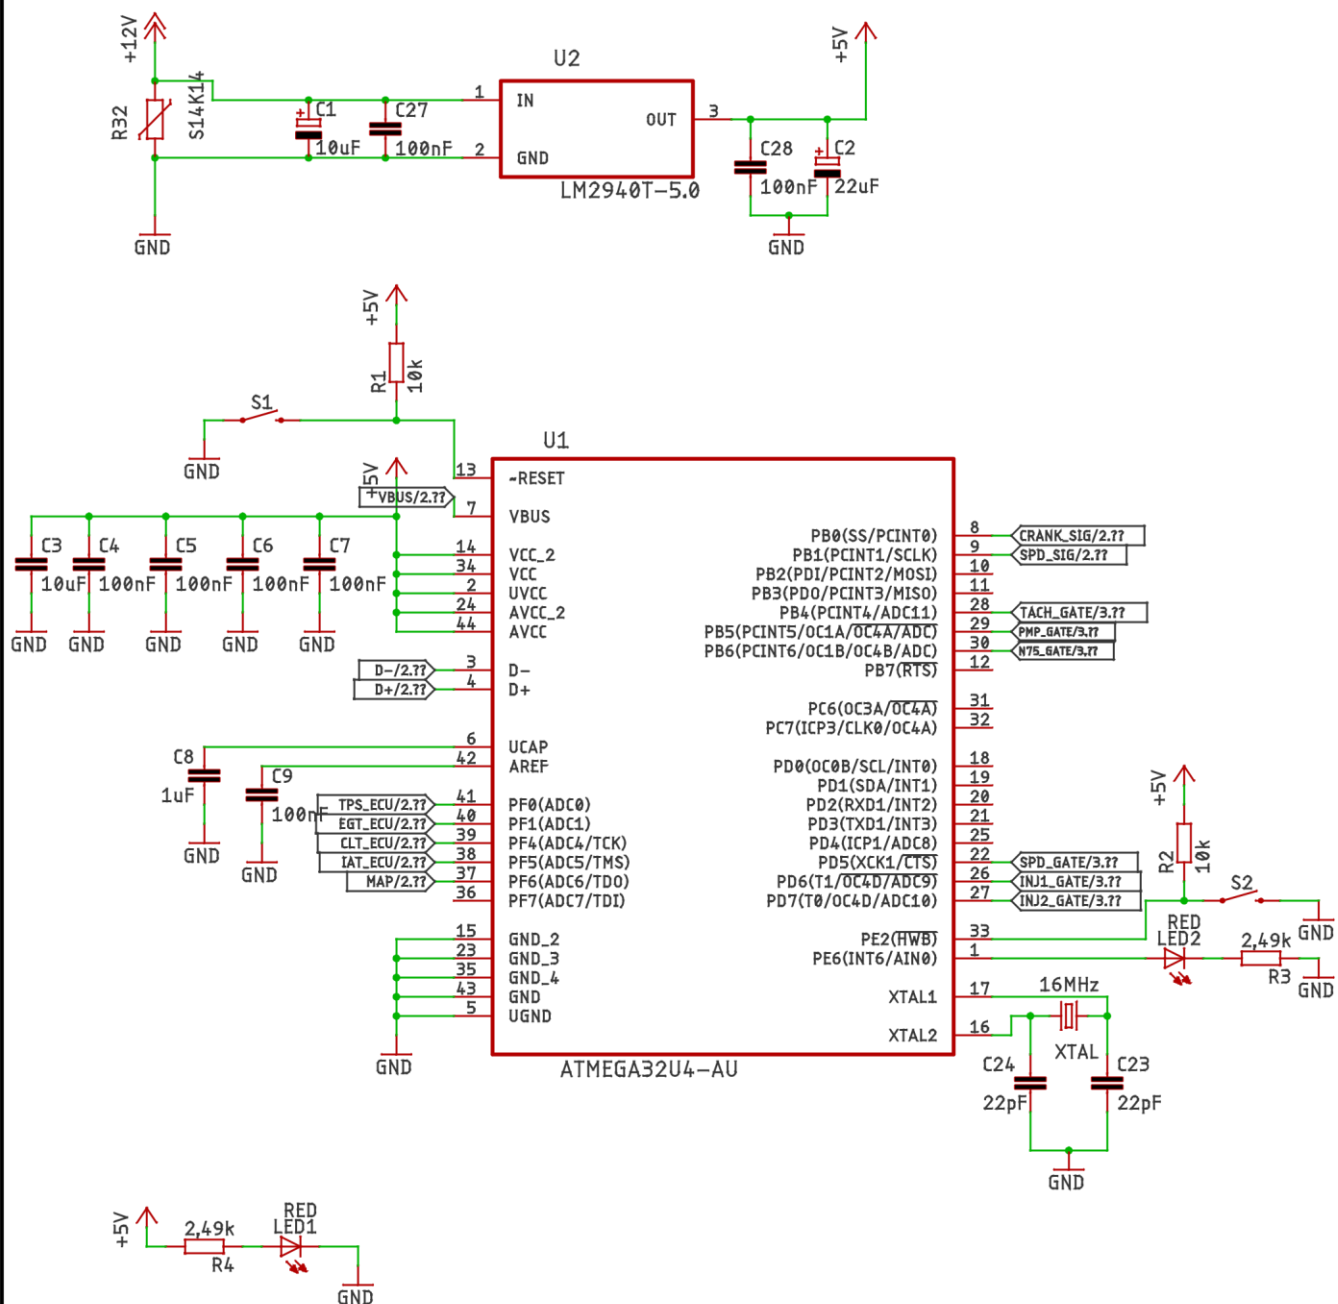 +12V
R32
S14K14
C1
10uF
C27
100nF
U2
1
IN
2
GND
OUT
3
LM2940T-5.0
+5V
C28
100nF
C2
22uF
GND
GND
+5V
R1
10k
S1
GND
+5V
VBUS/2.??
C3
10uF
C4
100nF
C5
100nF
C6
100nF
C7
100nF
GND
GND
GND
GND
GND
U1
13 ~RESET
7 VBUS
14 VCC_2
34 VCC
2 UVCC
24 AVCC_2
44 AVCC
D-/2.?? 3 D-
D+/2.?? 4 D+
6 UCAP
42 AREF
C8
1uF
GND
C9
100nF
GND
TPS_ECU/2.?? 41 PF0(ADC0)
EGT_ECU/2.?? 40 PF1(ADC1)
CLT_ECU/2.?? 39 PF4(ADC4/TCK)
IAT_ECU/2.?? 38 PF5(ADC5/TMS)
MAP/2.?? 37 PF6(ADC6/TDO)
36 PF7(ADC7/TDI)
15 GND_2
23 GND_3
35 GND_4
43 GND
5 UGND
GND
ATMEGA32U4-AU
PB0(SS/PCINT0) 8 CRANK_SIG/2.??
PB1(PCINT1/SCLK) 9 SPD_SIG/2.??
PB2(PDI/PCINT2/MOSI) 10
PB3(PDO/PCINT3/MISO) 11
PB4(PCINT4/ADC11) 28 TACH_GATE/3.??
PB5(PCINT5/OC1A/OC4A/ADC) 29 PMP_GATE/3.??
PB6(PCINT6/OC1B/OC4B/ADC) 30 N75_GATE/3.??
PB7(RTS) 12
PC6(OC3A/OC4A) 31
PC7(ICP3/CLK0/OC4A) 32
PD0(OC0B/SCL/INT0) 18
PD1(SDA/INT1) 19
PD2(RXD1/INT2) 20
PD3(TXD1/INT3) 21
PD4(ICP1/ADC8) 25
PD5(XCK1/CTS) 22 SPD_GATE/3.??
PD6(T1/OC4D/ADC9) 26 INJ1_GATE/3.??
PD7(T0/OC4D/ADC10) 27 INJ2_GATE/3.??
PE2(HWB) 33
PE6(INT6/AIN0) 1
XTAL1 17
XTAL2 16
+5V
R2
10k
S2
GND
RED
LED2
2,49k
R3
GND
16MHz
XTAL
C24
22pF
C23
22pF
GND
+5V
2,49k
R4
RED
LED1
GND